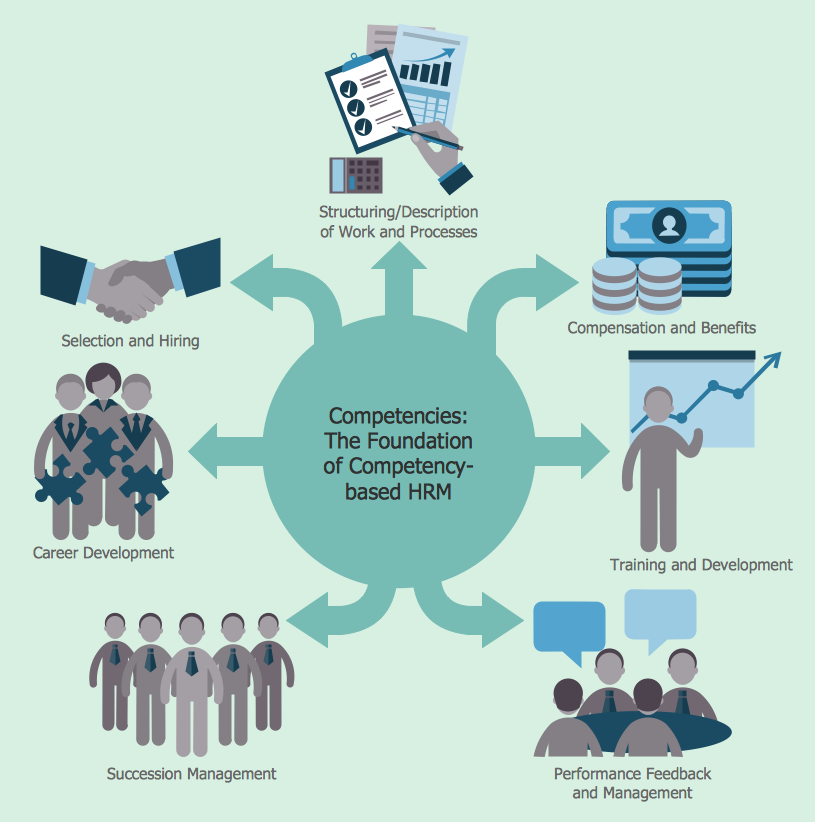 Structuring/Description
of Work and Processes
Selection and Hiring
Compensation and Benefits
Competencies:
The Foundation
of Competency-
based HRM
Career Development
Training and Development
Succession Management
Performance Feedback
and Management